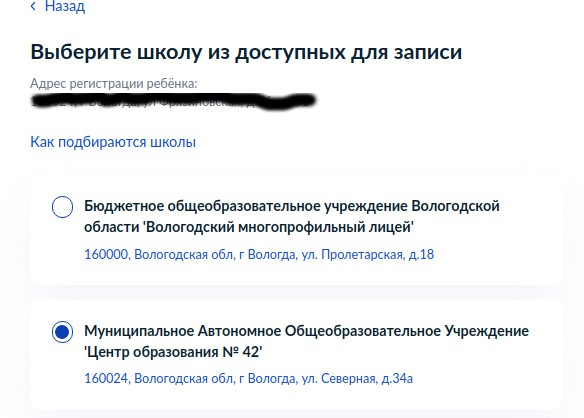 Назад
Выберите школу из доступных для записи
Адрес регистрации ребёнка:
Как подбираются школы
Бюджетное общеобразовательное учреждение Вологодской
области 'Вологодский многопрофильный лицей'
160000, Вологодская обл, г Вологда, ул. Пролетарская, д.18
Муниципальное Автономное Общеобразовательное Учреждение
'Центр образования № 42'
160024, Вологодская обл, г Вологда, ул. Северная, д.34а